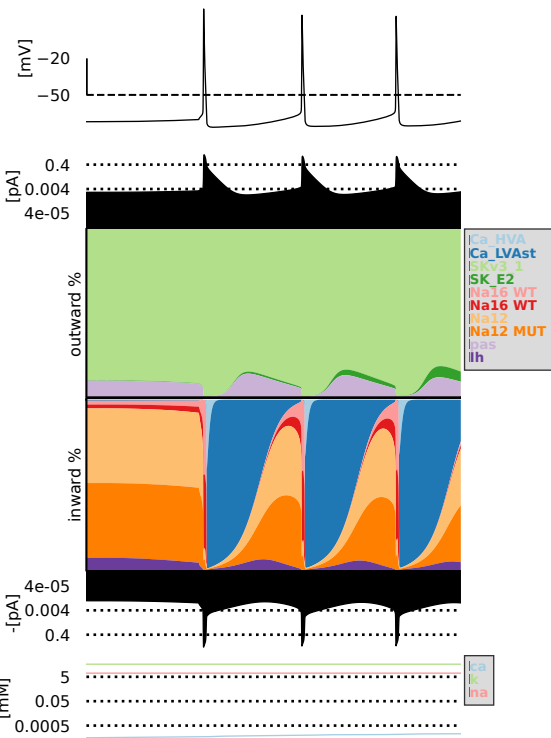 [mV]
−20
−50
[pA]
0.4
0.004
4e-05
outward %
Ca_HVA
Ca_LVAst
SKv3_1
SK_E2
Na16 WT
Na16 WT
Na12
Na12 MUT
pas
Ih
inward %
-[pA]
4e-05
0.004
0.4
[mM]
5
0.05
0.0005
ca
k
na